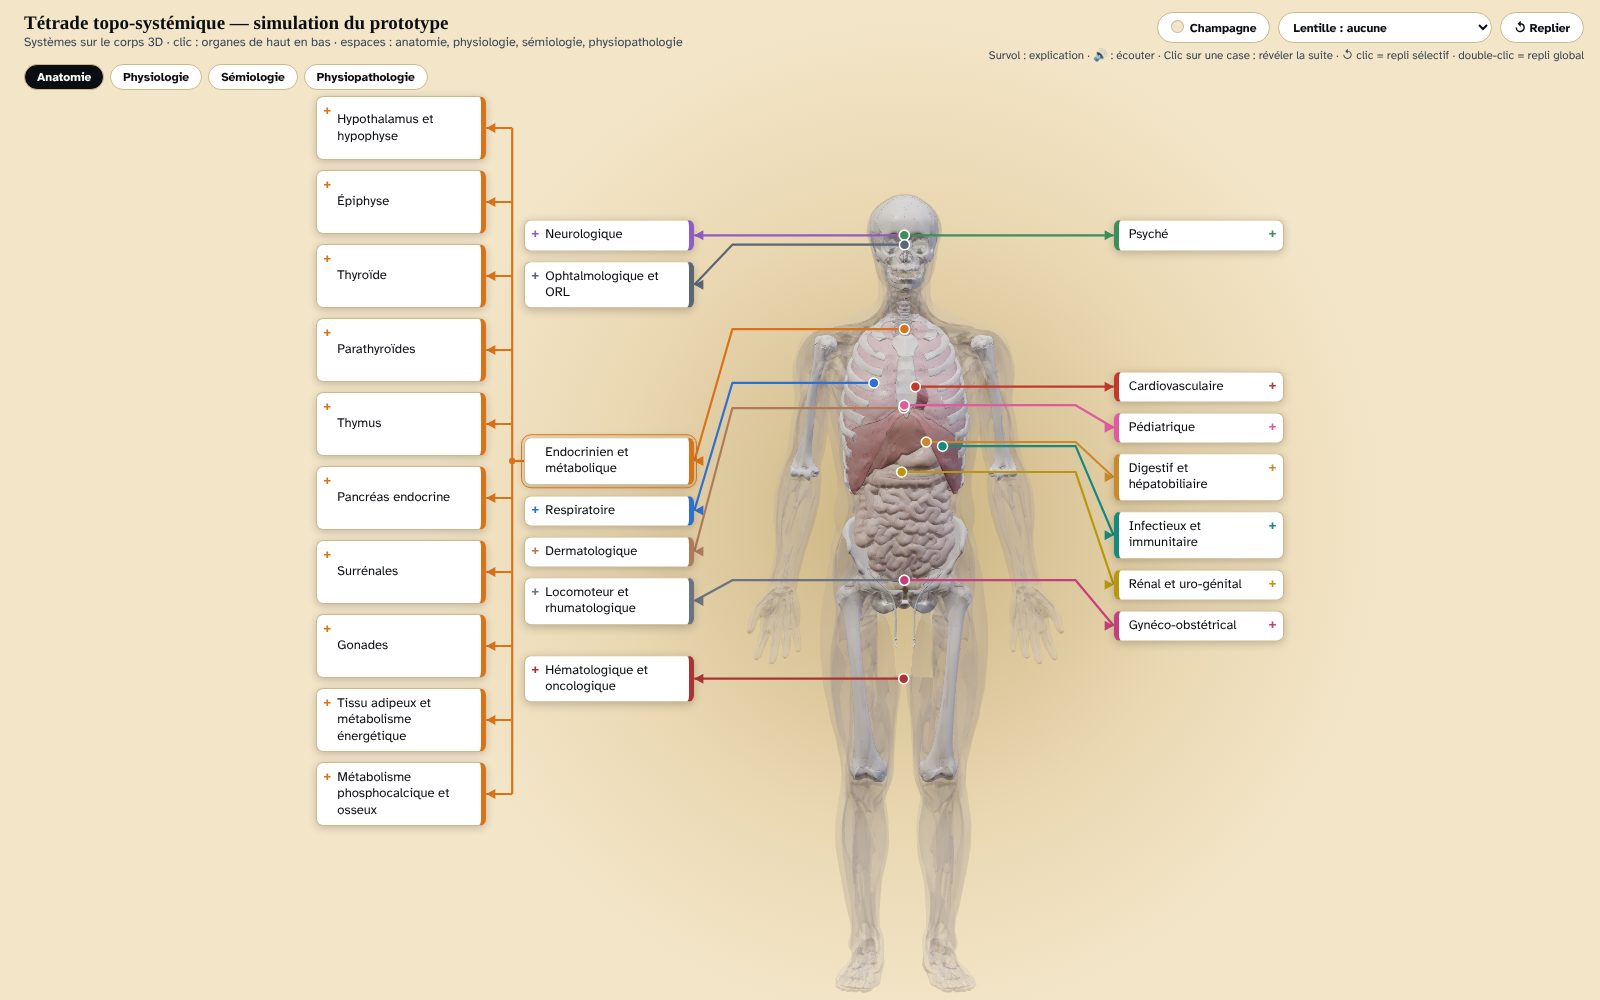 Tétrade topo-systémique — simulation du prototype
Systèmes sur le corps 3D · clic : organes de haut en bas · espaces : anatomie, physiologie, sémiologie, physiopathologie
Champagne
Lentille : aucune
↺ Replier
Survol : explication · 🔊 : écouter · Clic sur une case : révéler la suite · ↺ clic = repli sélectif · double-clic = repli global
Anatomie
Physiologie
Sémiologie
Physiopathologie
+ Hypothalamus et
hypophyse
+ Épiphyse
+ Thyroïde
+ Parathyroïdes
+ Thymus
+ Pancréas endocrine
+ Surrénales
+ Gonades
+ Tissu adipeux et
métabolisme
énergétique
+ Métabolisme
phosphocalcique et
osseux
+ Neurologique
+ Ophtalmologique et
ORL
Endocrinien et
métabolique
+ Respiratoire
+ Dermatologique
+ Locomoteur et
rhumatologique
+ Hématologique et
oncologique
Psyché +
Cardiovasculaire +
Pédiatrique +
Digestif et +
hépatobiliaire
Infectieux et +
immunitaire
Rénal et uro-génital +
Gynéco-obstétrical +